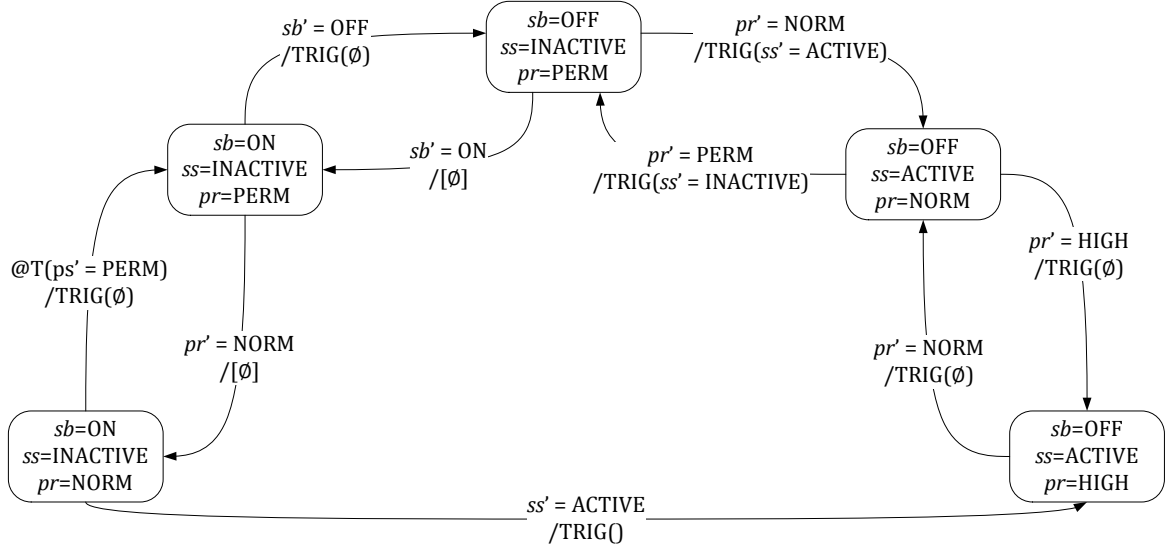 sb' = OFF
/TRIG(∅)
sb=OFF
ss=INACTIVE
pr=PERM
pr' = NORM
/TRIG(ss' = ACTIVE)
sb=ON
ss=INACTIVE
pr=PERM
sb' = ON
/[∅]
pr' = PERM
/TRIG(ss' = INACTIVE)
sb=OFF
ss=ACTIVE
pr=NORM
@T(ps' = PERM)
/TRIG(∅)
pr' = HIGH
/TRIG(∅)
pr' = NORM
/[∅]
pr' = NORM
/TRIG(∅)
sb=ON
ss=INACTIVE
pr=NORM
sb=OFF
ss=ACTIVE
pr=HIGH
ss' = ACTIVE
/TRIG()